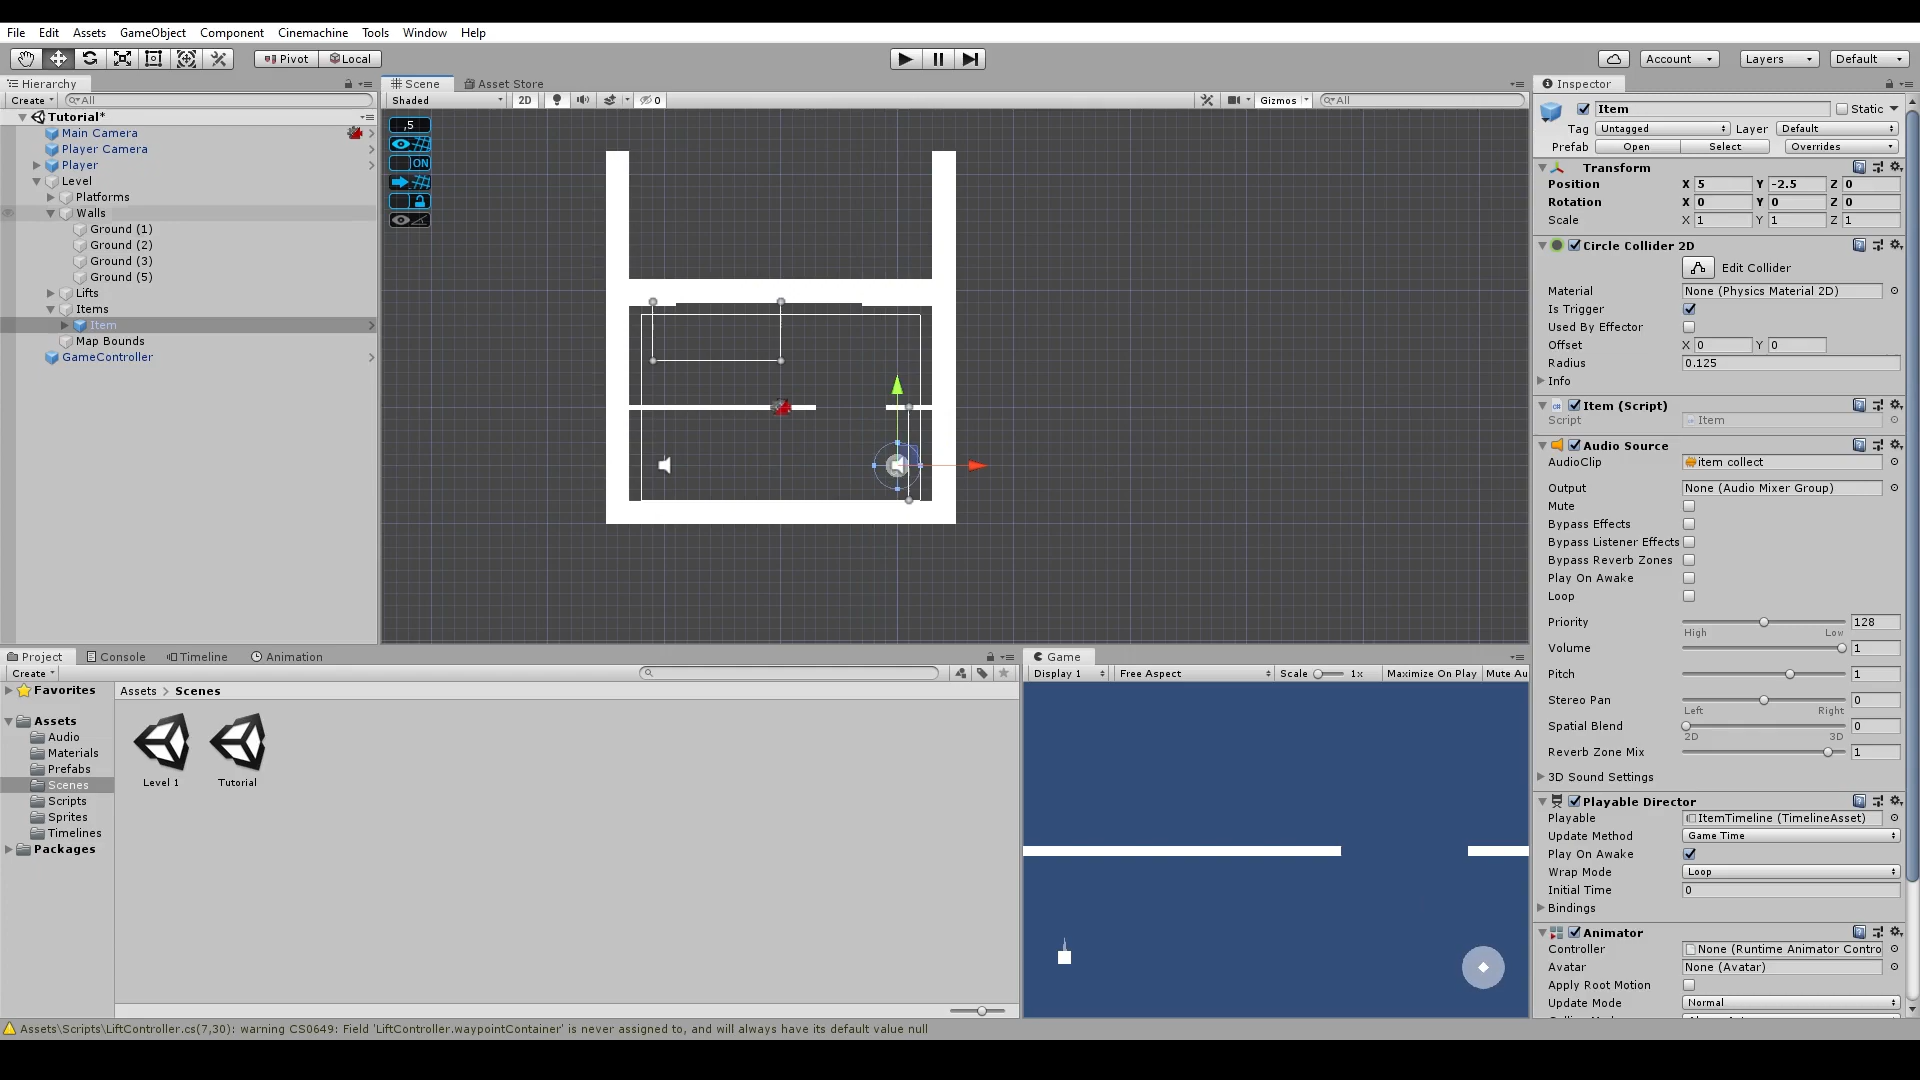 File Edit Assets GameObject Component Cinemachine Tools Window Help
Pivot Local Account Layers Default
Hierarchy
Create All
Tutorial*
Main Camera
Player Camera
Player
Level
Platforms
Walls
Ground (1)
Ground (2)
Ground (3)
Ground (5)
Lifts
Items
Item
Map Bounds
GameController
Scene Asset Store
Shaded 2D 0 Gizmos All
,5
ON
Inspector
Item Static
Tag Untagged Layer Default
Prefab Open Select Overrides
Transform
Position X 5 Y -2.5 Z 0
Rotation X 0 Y 0 Z 0
Scale X 1 Y 1 Z 1
Circle Collider 2D
Edit Collider
Material None (Physics Material 2D)
Is Trigger
Used By Effector
Offset X 0 Y 0
Radius 0.125
Info
Item (Script)
Script Item
Audio Source
AudioClip item collect
Output None (Audio Mixer Group)
Mute
Bypass Effects
Bypass Listener Effects
Bypass Reverb Zones
Play On Awake
Loop
Priority 128
High Low
Volume 1
Pitch 1
Stereo Pan 0
Left Right
Spatial Blend 0
2D 3D
Reverb Zone Mix 1
3D Sound Settings
Playable Director
Playable ItemTimeline (TimelineAsset)
Update Method Game Time
Play On Awake
Wrap Mode Loop
Initial Time 0
Bindings
Animator
Controller None (Runtime Animator Contro
Avatar None (Avatar)
Apply Root Motion
Update Mode Normal
Project Console Timeline Animation
Create
Favorites
Assets
Audio
Materials
Prefabs
Scenes
Scripts
Sprites
Timelines
Packages
Assets > Scenes
Level 1 Tutorial
Game
Display 1 Free Aspect Scale 1x Maximize On Play Mute Au
Assets\Scripts\LiftController.cs(7,30): warning CS0649: Field 'LiftController.waypointContainer' is never assigned to, and will always have its default value null